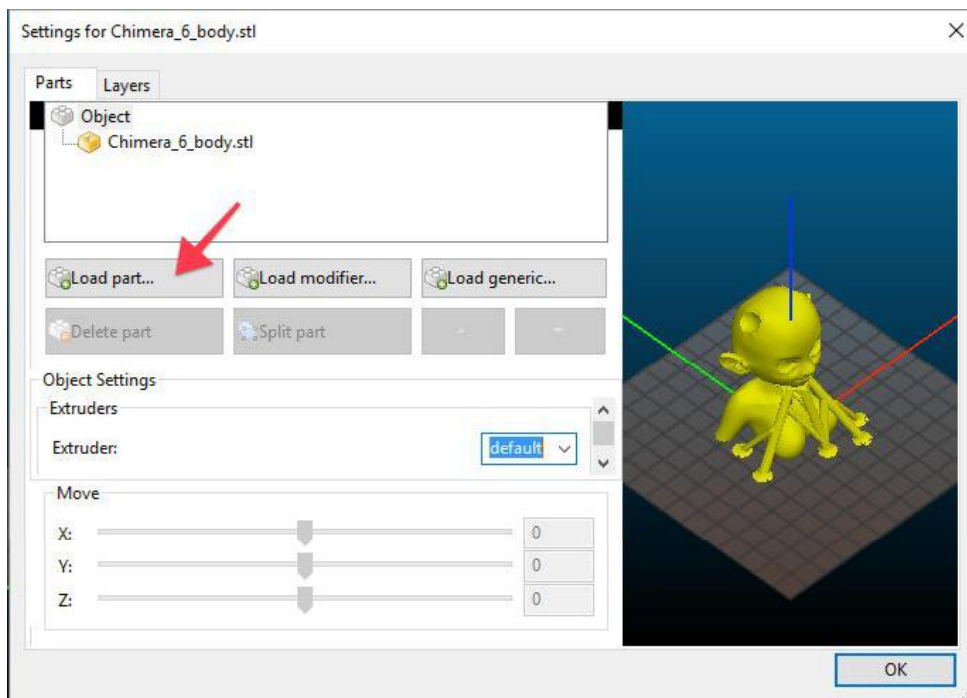 Settings for Chimera_6_body.stl
Parts Layers
Object
Chimera_6_body.stl
Load part... Load modifier... Load generic...
Delete part Split part
Object Settings
Extruders
Extruder: default
Move
X: 0
Y: 0
Z: 0
OK